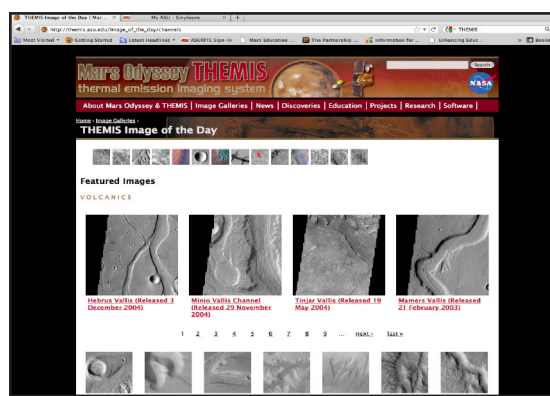 THEMIS Image of the Day | Mar...
My ASU - Employee
http://themis.asu.edu/image_of_the_day/channels
THEMIS
Most Visited
Getting Started
Latest Headlines
ASURITE Sign-In
Mars Education ...
The Partnership ...
Information for ...
Enhancing Educ...
Mars Odyssey THEMIS
thermal emission imaging system
Search
NASA
About Mars Odyssey & THEMIS | Image Galleries | News | Discoveries | Education | Projects | Research | Software |
Home › Image Galleries ›
THEMIS Image of the Day
Featured Images
VOLCANICS
Hebrus Vallis (Released 3 December 2004)
Minio Vallis Channel (Released 29 November 2004)
Tinjar Vallis (Released 19 May 2004)
Mamers Vallis (Released 21 February 2003)
1 2 3 4 5 6 7 8 9 ... next › last »